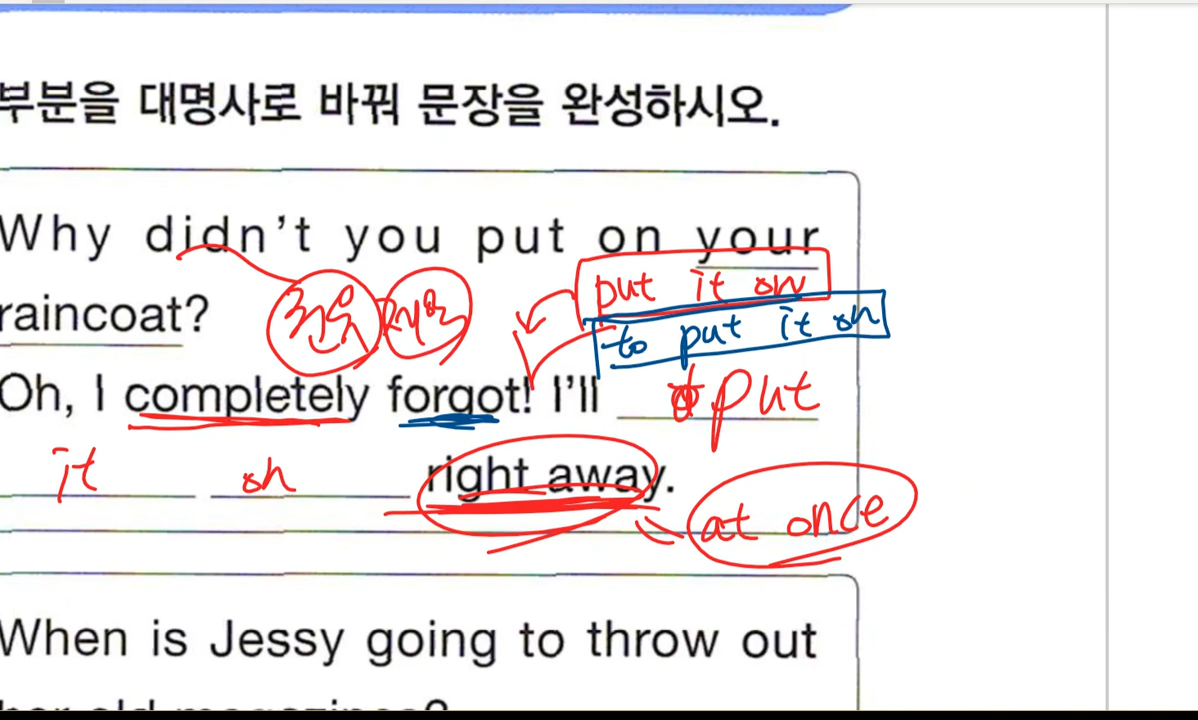 부분을 대명사로 바꿔 문장을 완성하시오.
Why didn't you put on your
put it on
raincoat?
to put it on
Oh, I completely forgot! I'll put
it on right away.
at once
When is Jessy going to throw out